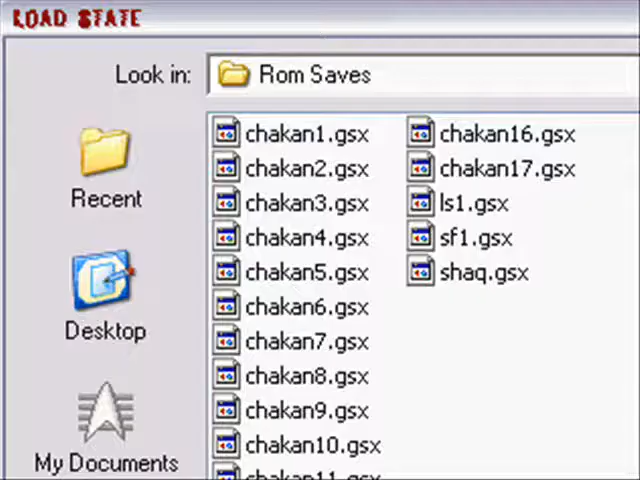 LOAD STATE
Look in: Rom Saves
Recent
Desktop
My Documents
chakan1.gsx
chakan2.gsx
chakan3.gsx
chakan4.gsx
chakan5.gsx
chakan6.gsx
chakan7.gsx
chakan8.gsx
chakan9.gsx
chakan10.gsx
chakan11.gsx
chakan16.gsx
chakan17.gsx
ls1.gsx
sf1.gsx
shaq.gsx